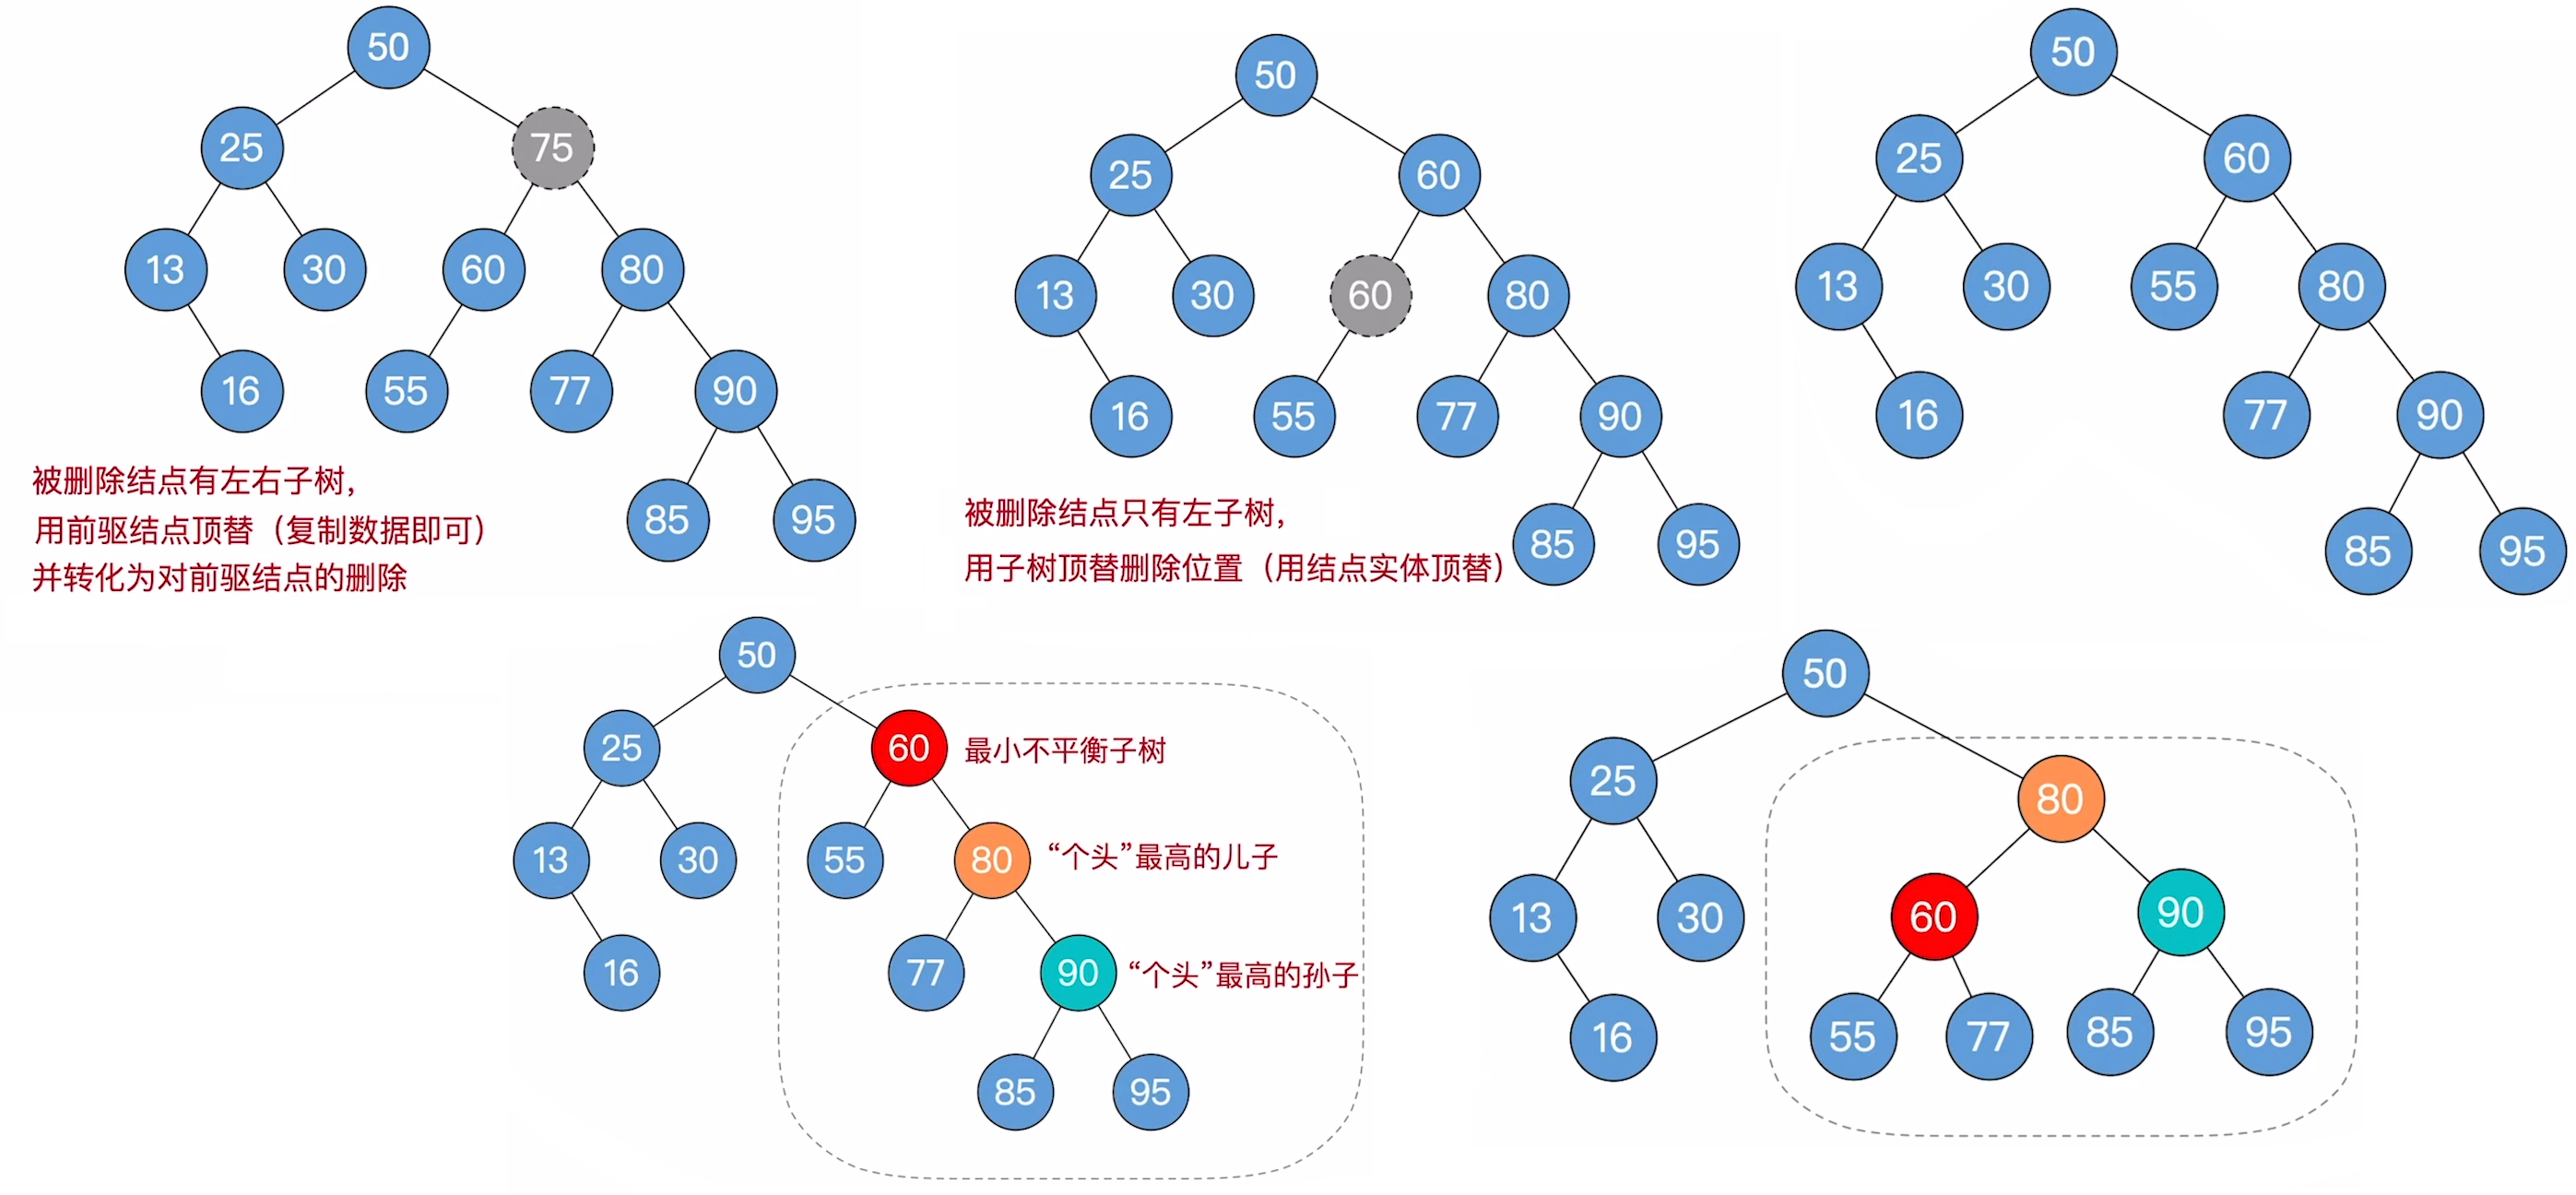 50
25 75
13 30 60 80
16 55 77 90
85 95
被删除结点有左右子树，
用前驱结点顶替（复制数据即可）
并转化为对前驱结点的删除
50
25 60
13 30 60 80
16 55 77 90
85 95
被删除结点只有左子树，
用子树顶替删除位置（用结点实体顶替）
50
25 60
13 30 55 80
16 77 90
85 95
50
25 60 最小不平衡子树
13 30 55 80 “个头”最高的儿子
16 77 90 “个头”最高的孙子
85 95
50
25 80
13 30 60 90
16 55 77 85 95